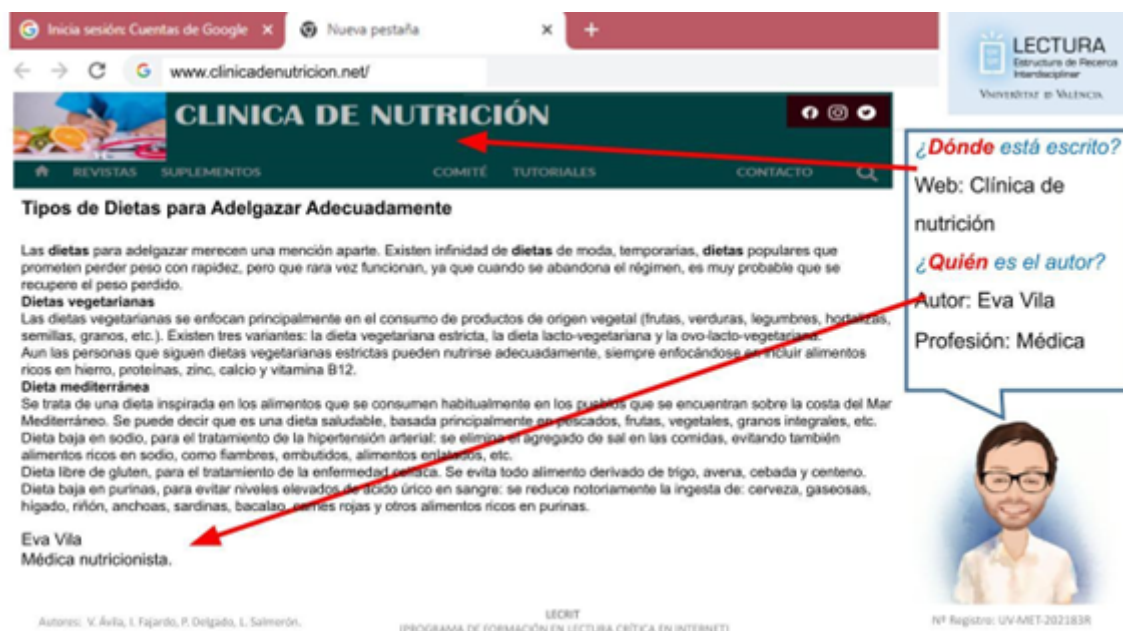 Inicia sesión: Cuentas de Google
Nueva pestaña
www.clinicadenutricion.net/
LECTURA
Estructura de Recerca
Interdisciplinar
VNIVERSITAT DE VALÈNCIA
CLINICA DE NUTRICIÓN
REVISTAS SUPLEMENTOS COMITÉ TUTORIALES CONTACTO
¿Dónde está escrito?
Web: Clínica de
nutrición
¿Quién es el autor?
Autor: Eva Vila
Profesión: Médica
Tipos de Dietas para Adelgazar Adecuadamente
Las dietas para adelgazar merecen una mención aparte. Existen infinidad de dietas de moda, temporarias, dietas populares que
prometen perder peso con rapidez, pero que rara vez funcionan, ya que cuando se abandona el régimen, es muy probable que se
recupere el peso perdido.
Dietas vegetarianas
Las dietas vegetarianas se enfocan principalmente en el consumo de productos de origen vegetal (frutas, verduras, legumbres, hortalizas,
semillas, granos, etc.). Existen tres variantes: la dieta vegetariana estricta, la dieta lacto-vegetariana y la ovo-lacto-vegetariana.
Aun las personas que siguen dietas vegetarianas estrictas pueden nutrirse adecuadamente, siempre enfocándose en incluir alimentos
ricos en hierro, proteínas, zinc, calcio y vitamina B12.
Dieta mediterránea
Se trata de una dieta inspirada en los alimentos que se consumen habitualmente en los pueblos que se encuentran sobre la costa del Mar
Mediterráneo. Se puede decir que es una dieta saludable, basada principalmente en pescados, frutas, vegetales, granos integrales, etc.
Dieta baja en sodio, para el tratamiento de la hipertensión arterial: se elimina el agregado de sal en las comidas, evitando también
alimentos ricos en sodio, como fiambres, embutidos, alimentos enlatados, etc.
Dieta libre de gluten, para el tratamiento de la enfermedad celíaca. Se evita todo alimento derivado de trigo, avena, cebada y centeno.
Dieta baja en purinas, para evitar niveles elevados de ácido úrico en sangre: se reduce notoriamente la ingesta de: cerveza, gaseosas,
hígado, riñón, anchoas, sardinas, bacalao, carnes rojas y otros alimentos ricos en purinas.
Eva Vila
Médica nutricionista.
Autores: V. Ávila, I. Fajardo, P. Delgado, L. Salmerón.
LECRIT
(PROGRAMA DE FORMACIÓN EN LECTURA CRÍTICA EN INTERNET)
Nº Registro: UV-MET-202183R